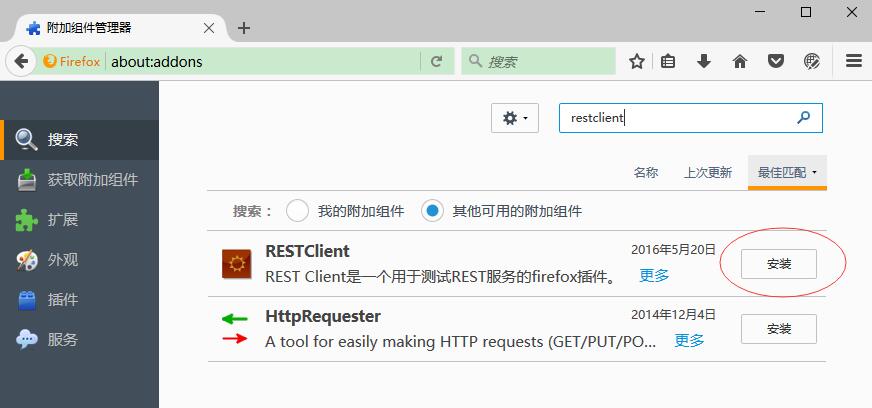 附加组件管理器
Firefox about:addons 搜索
restclient
搜索
名称 上次更新 最佳匹配
获取附加组件
搜索： 我的附加组件 其他可用的附加组件
扩展
RESTClient 2016年5月20日 安装
外观
REST Client是一个用于测试REST服务的firefox插件。 更多
插件
HttpRequester 2014年12月4日 安装
服务
A tool for easily making HTTP requests (GET/PUT/PO... 更多